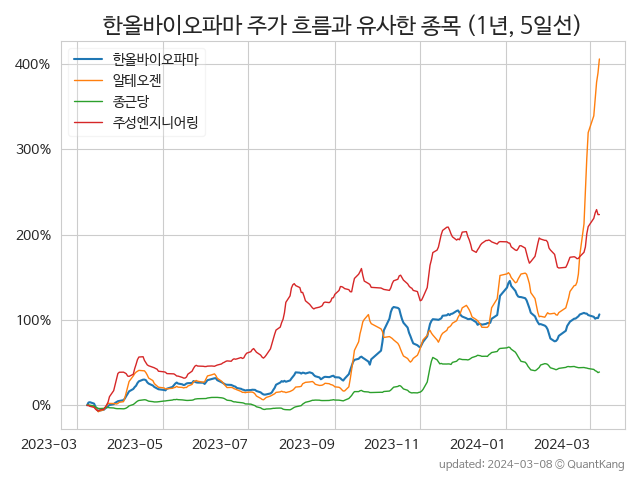 한올바이오파마 주가 흐름과 유사한 종목 (1년, 5일선)
한올바이오파마
알테오젠
종근당
주성엔지니어링
400%
300%
200%
100%
0%
2023-03 2023-05 2023-07 2023-09 2023-11 2024-01 2024-03
updated: 2024-03-08 © QuantKang